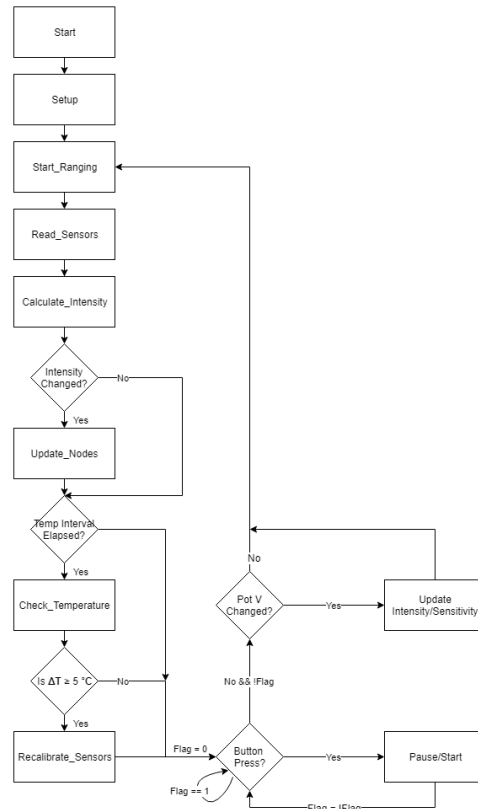 Start
Setup
Start_Ranging
Read_Sensors
Calculate_Intensity
Intensity
Changed?
No
Yes
Update_Nodes
Temp Interval
Elapsed?
Yes
Check_Temperature
Is ΔT ≥ 5 °C
No
Yes
Recalibrate_Sensors
Flag = 0
Button
Press?
Flag == 1
Yes
Pause/Start
Flag = !Flag
No && !Flag
Pot V
Changed?
Yes
Update
Intensity/Sensitivity
No